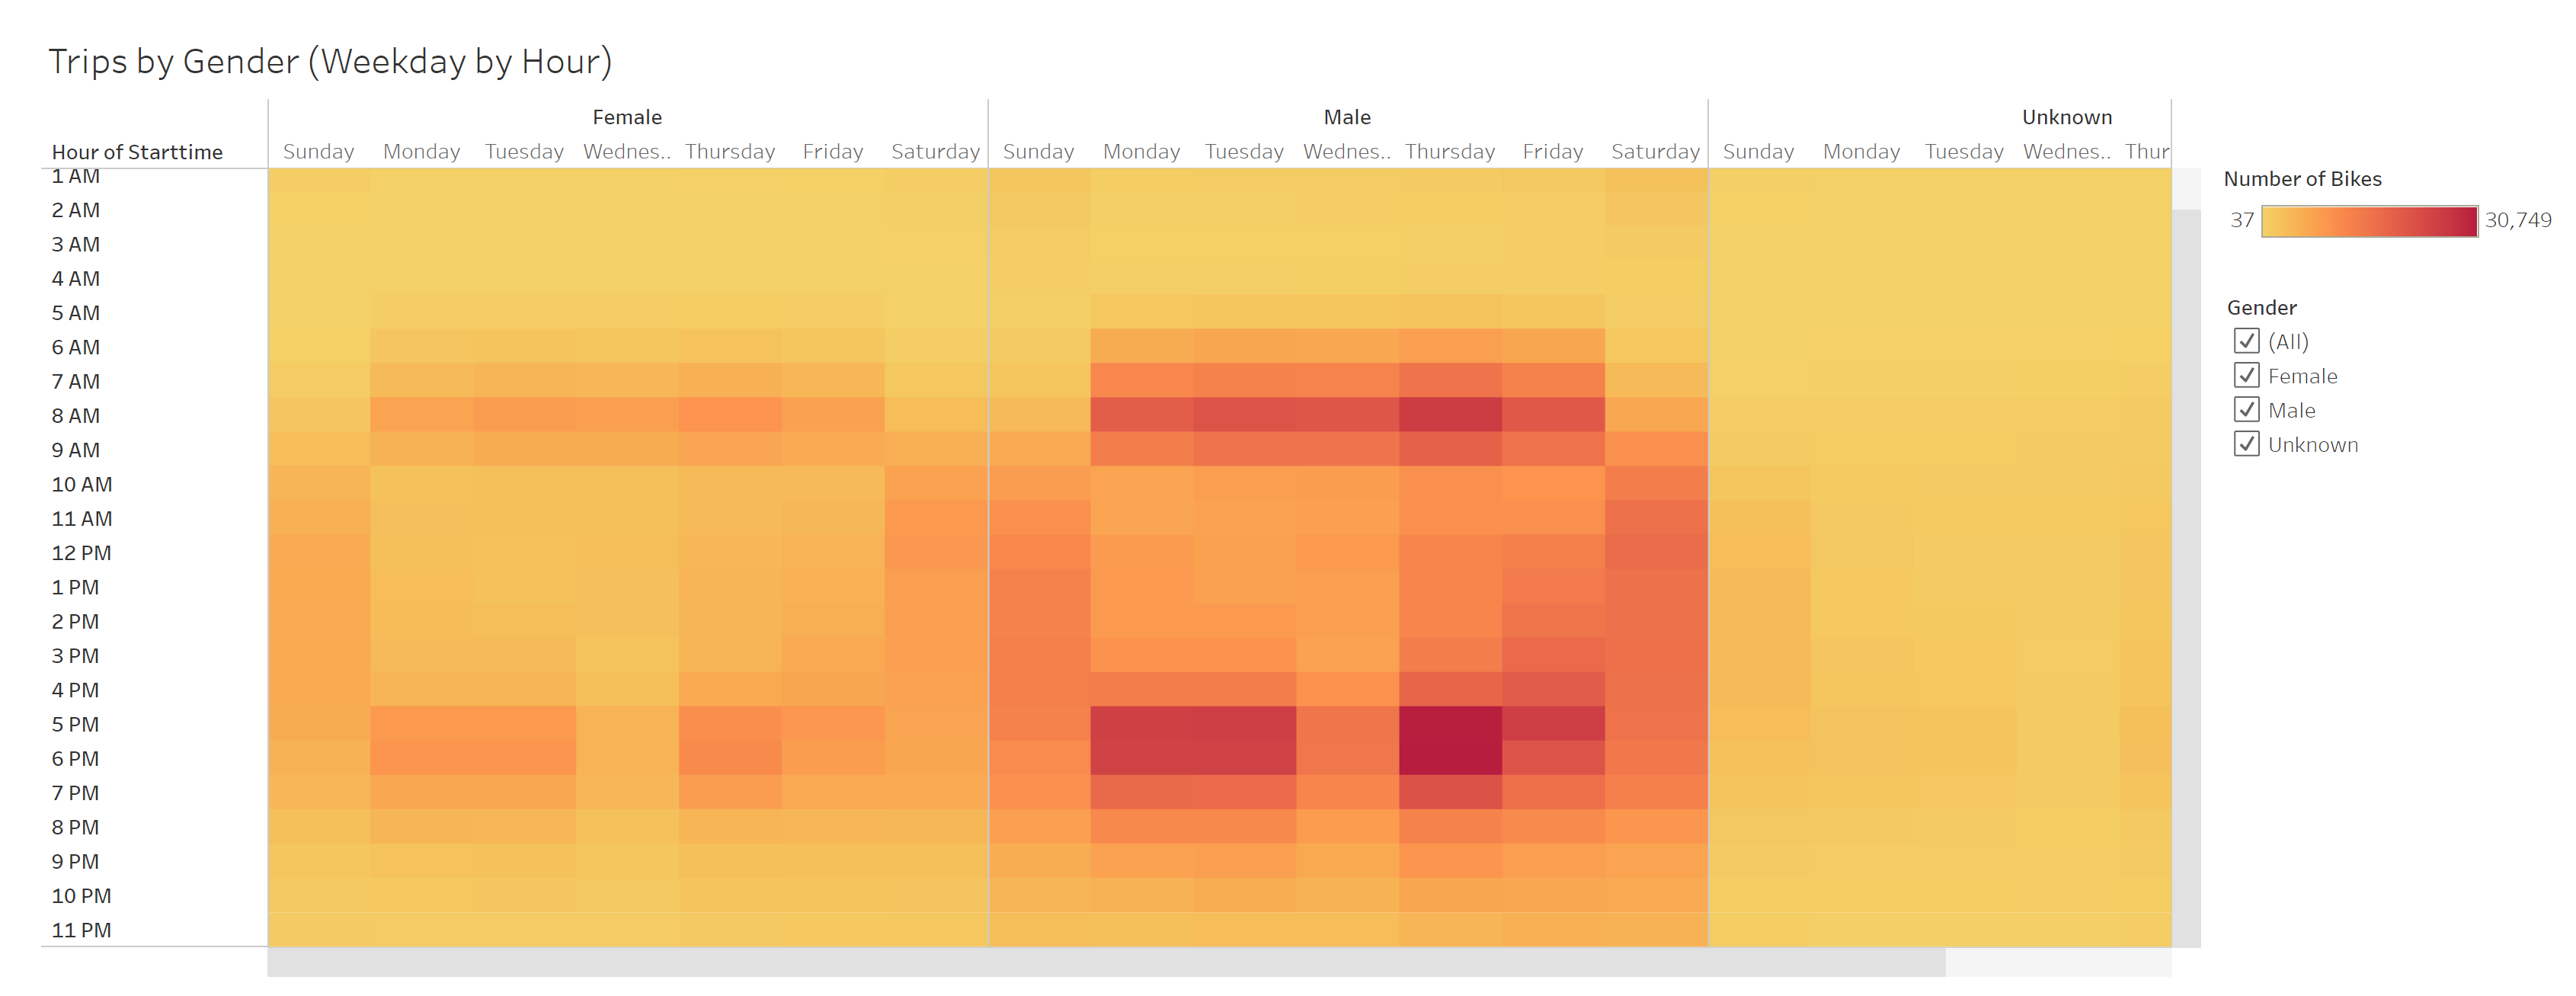 Trips by Gender (Weekday by Hour)
Female Male Unknown
Hour of Starttime Sunday Monday Tuesday Wednes.. Thursday Friday Saturday Sunday Monday Tuesday Wednes.. Thursday Friday Saturday Sunday Monday Tuesday Wednes.. Thur
1 AM
2 AM
3 AM
4 AM
5 AM
6 AM
7 AM
8 AM
9 AM
10 AM
11 AM
12 PM
1 PM
2 PM
3 PM
4 PM
5 PM
6 PM
7 PM
8 PM
9 PM
10 PM
11 PM
Number of Bikes
37 30,749
Gender
(All)
Female
Male
Unknown